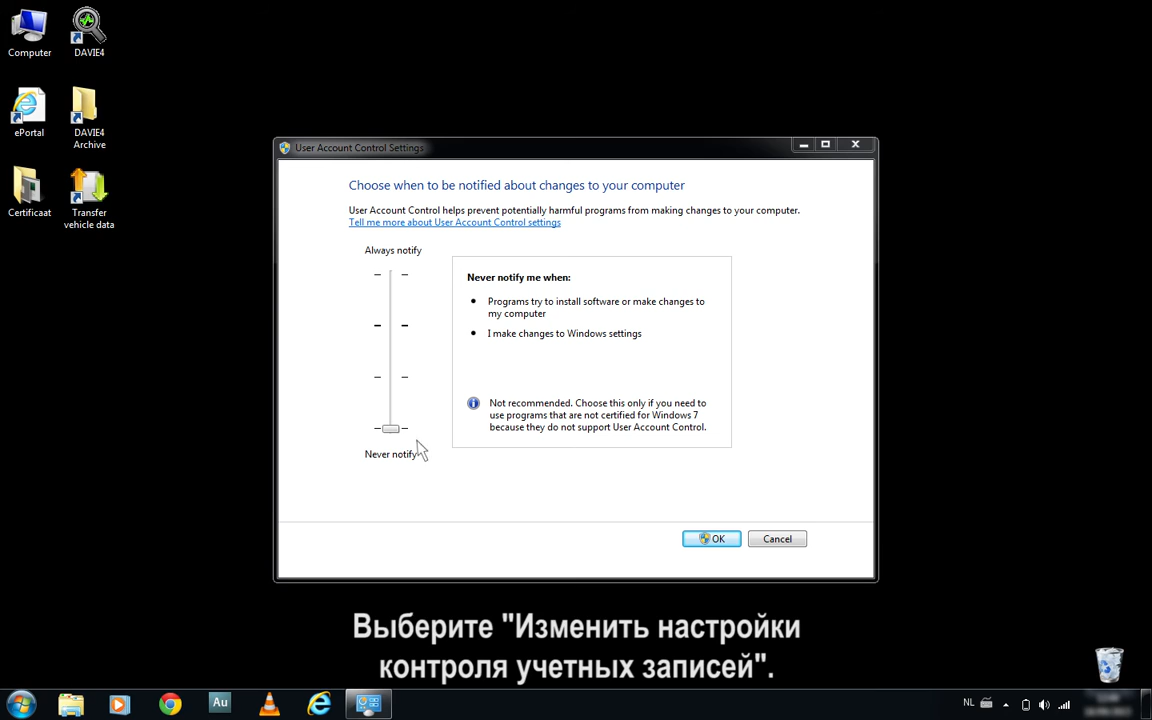 Computer
DAVIE4
ePortal
DAVIE4
Archive
Certificaat
Transfer
vehicle data
User Account Control Settings
Choose when to be notified about changes to your computer
User Account Control helps prevent potentially harmful programs from making changes to your computer.
Tell me more about User Account Control settings
Always notify
Never notify me when:
Programs try to install software or make changes to
my computer
I make changes to Windows settings
Not recommended. Choose this only if you need to
use programs that are not certified for Windows 7
because they do not support User Account Control.
Never notify
OK
Cancel
Выберите "Изменить настройки
контроля учетных записей".
Au
NL